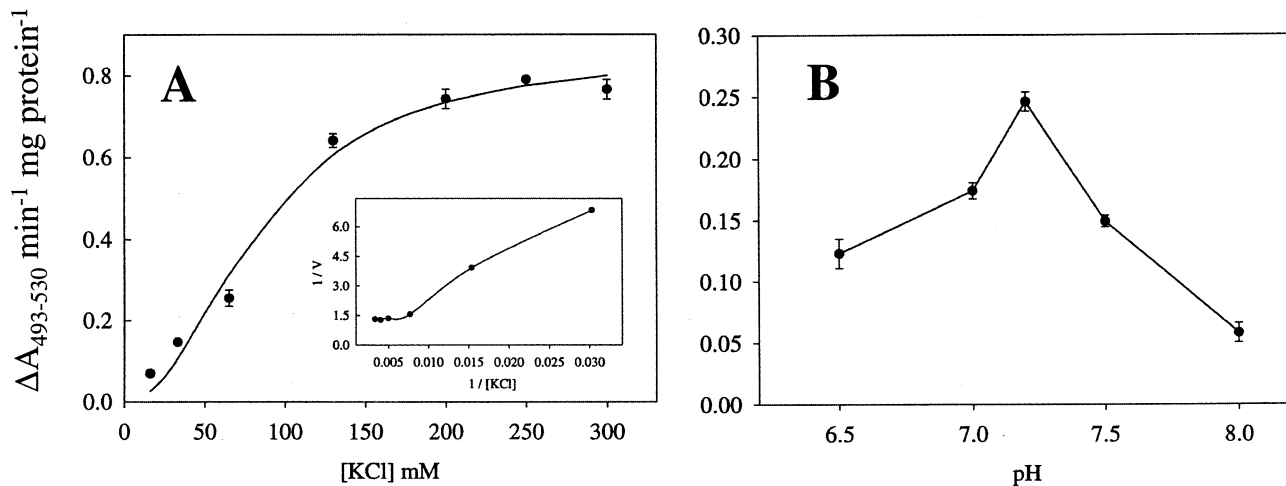 ΔA493-530 min-1 mg protein-1
A
0.8
0.6
0.4
0.2
0.0
0 50 100 150 200 250 300
[KCl] mM
1 / V
6.0
4.5
3.0
1.5
0.0
0.005 0.010 0.015 0.020 0.025 0.030
1 / [KCl]
B
0.30
0.25
0.20
0.15
0.10
0.05
0.00
6.5 7.0 7.5 8.0
pH